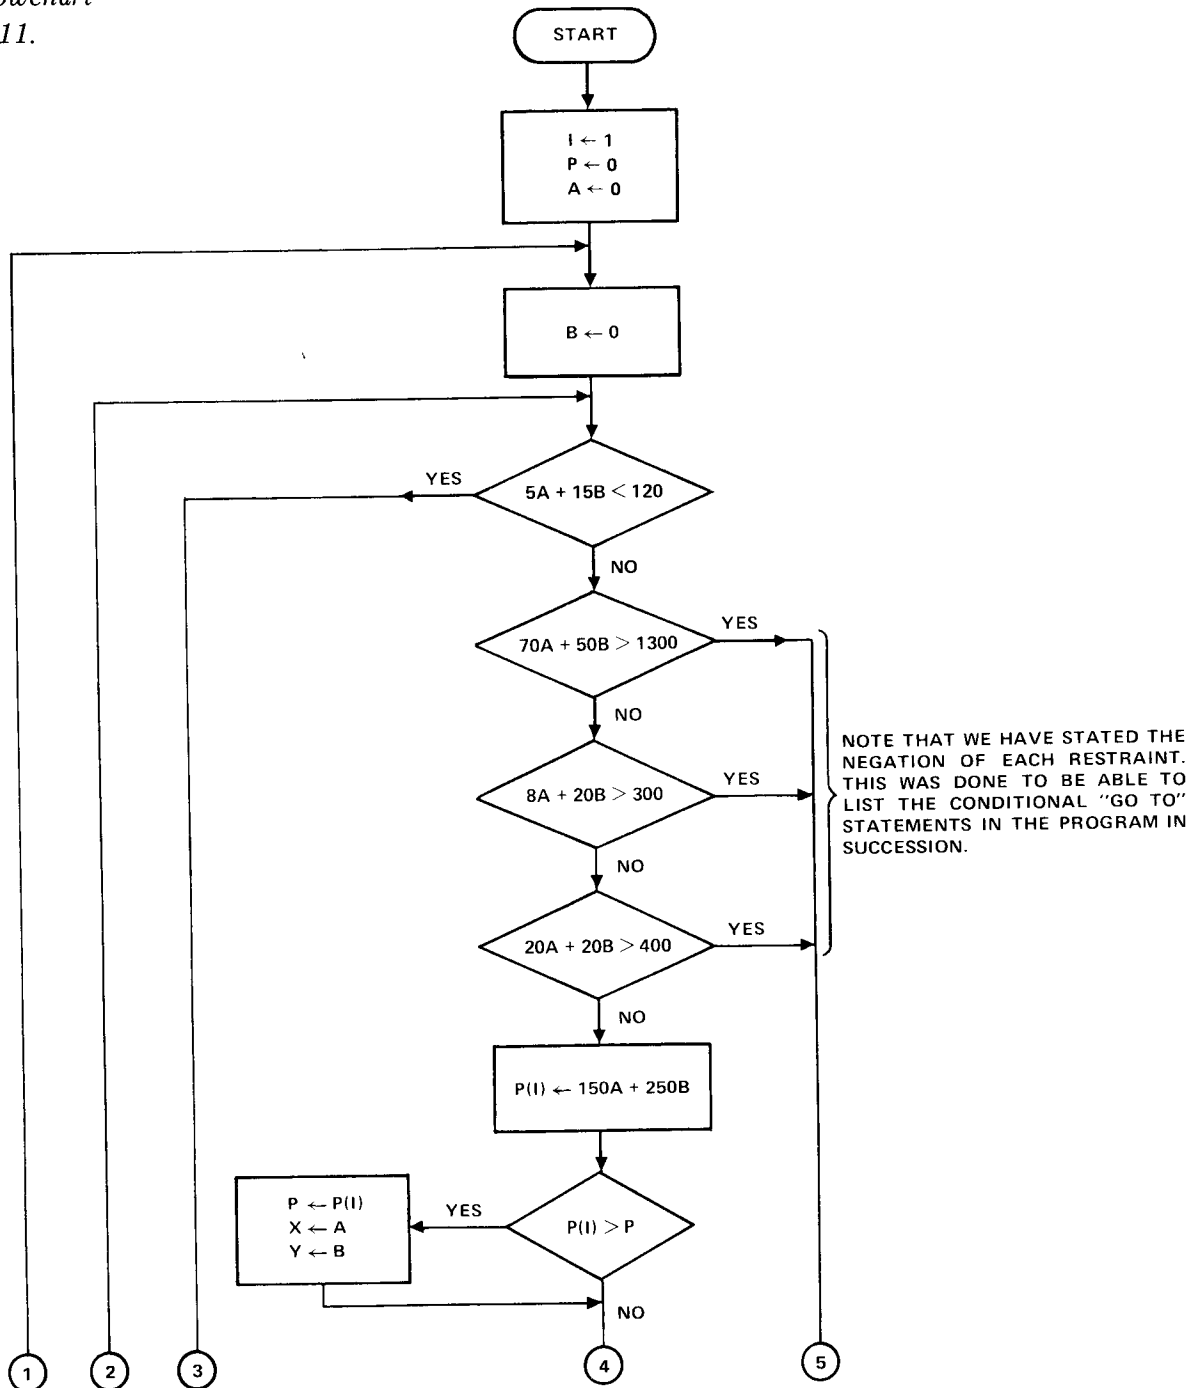 11.
START
I ← 1
P ← 0
A ← 0
B ← 0
YES
5A + 15B < 120
NO
70A + 50B > 1300
YES
NO
8A + 20B > 300
YES
NO
20A + 20B > 400
YES
NOTE THAT WE HAVE STATED THE
NEGATION OF EACH RESTRAINT.
THIS WAS DONE TO BE ABLE TO
LIST THE CONDITIONAL "GO TO"
STATEMENTS IN THE PROGRAM IN
SUCCESSION.
NO
P(I) ← 150A + 250B
P ← P(I)
X ← A
Y ← B
YES
P(I) > P
NO
1
2
3
4
5